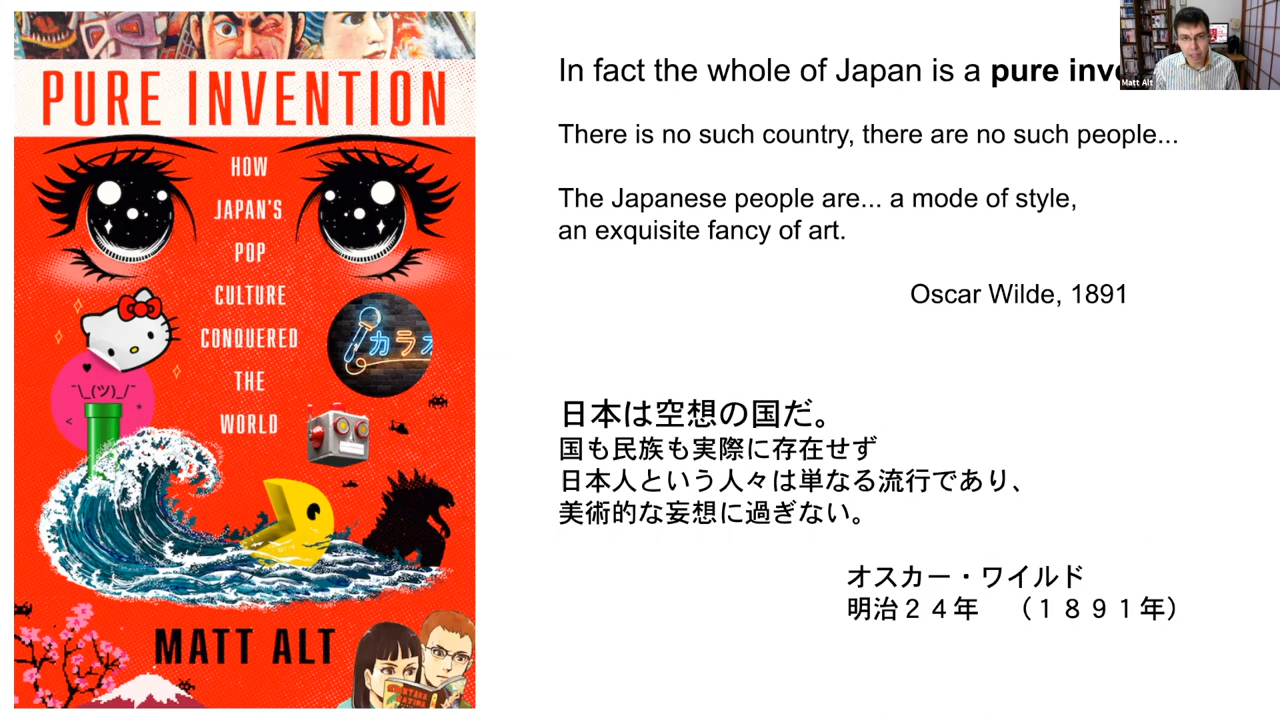 PURE INVENTION
HOW
JAPAN'S
POP
CULTURE
CONQUERED
THE
WORLD
カラオ
¯\_(ツ)_/¯
MATT ALT
In fact the whole of Japan is a pure
There is no such country, there are no such people...
The Japanese people are... a mode of style,
an exquisite fancy of art.
Oscar Wilde, 1891
日本は空想の国だ。
国も民族も実際に存在せず
日本人という人々は単なる流行であり、
美術的な妄想に過ぎない。
オスカー・ワイルド
明治２４年　（１８９１年）
Matt Alt